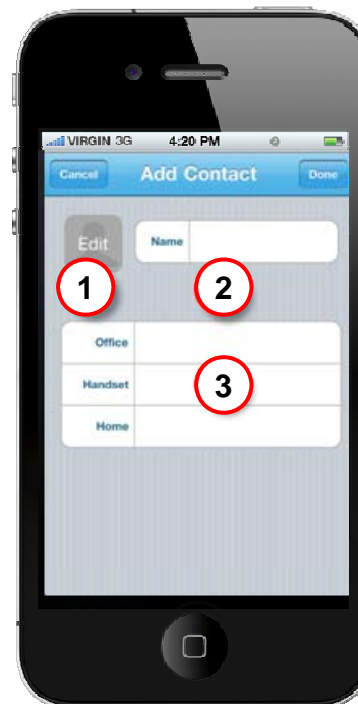 VIRGIN 3G 4:20 PM
Cancel Add Contact Done
Edit Name
1 2
Office
Handset 3
Home